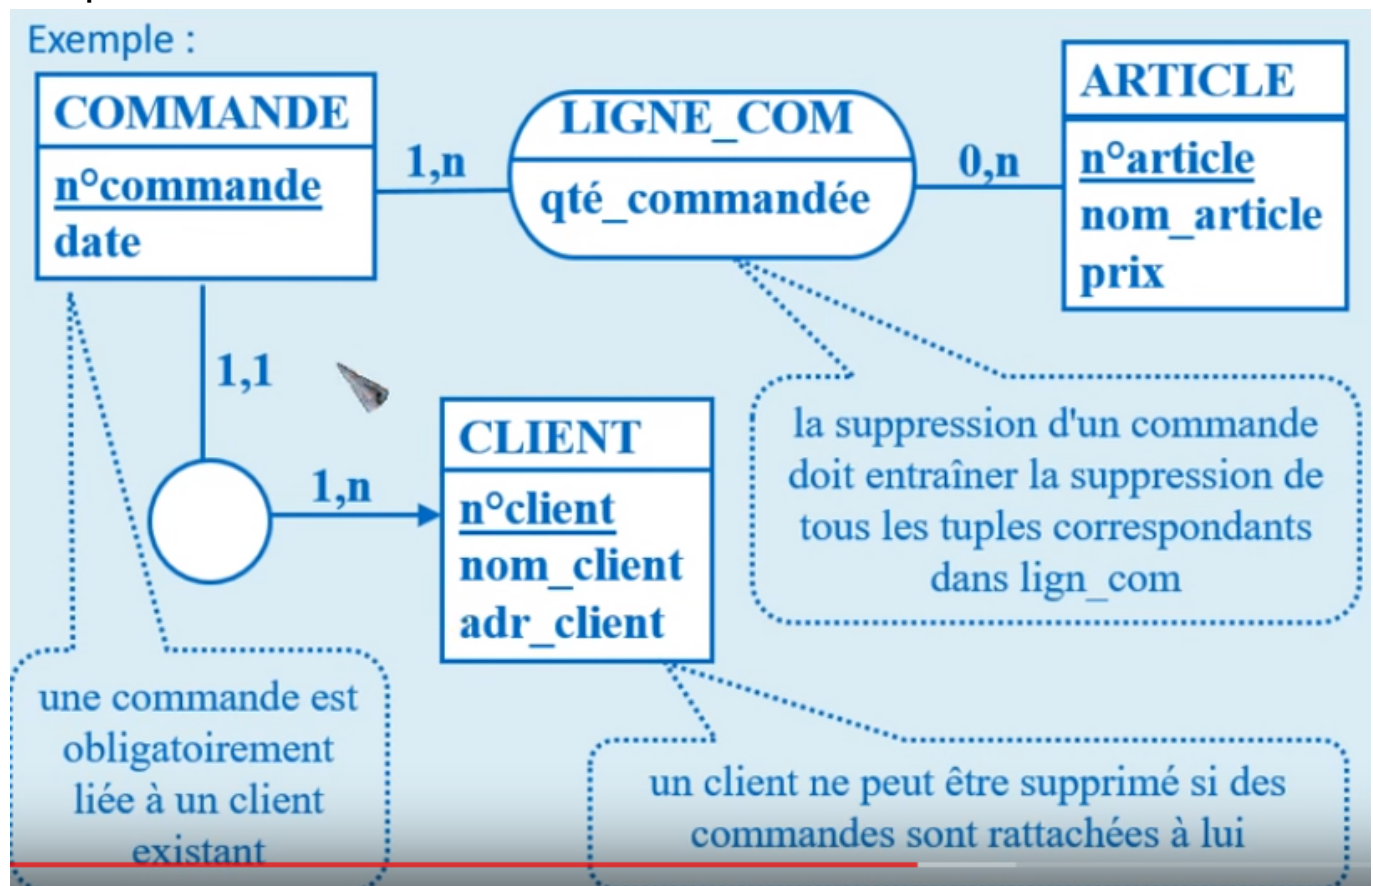 Exemple :
COMMANDE
n°commande
date
1,n
LIGNE_COM
qté_commandée
0,n
ARTICLE
n°article
nom_article
prix
1,1
1,n
CLIENT
n°client
nom_client
adr_client
la suppression d'un commande
doit entraîner la suppression de
tous les tuples correspondants
dans lign_com
une commande est
obligatoirement
liée à un client
existant
un client ne peut être supprimé si des
commandes sont rattachées à lui